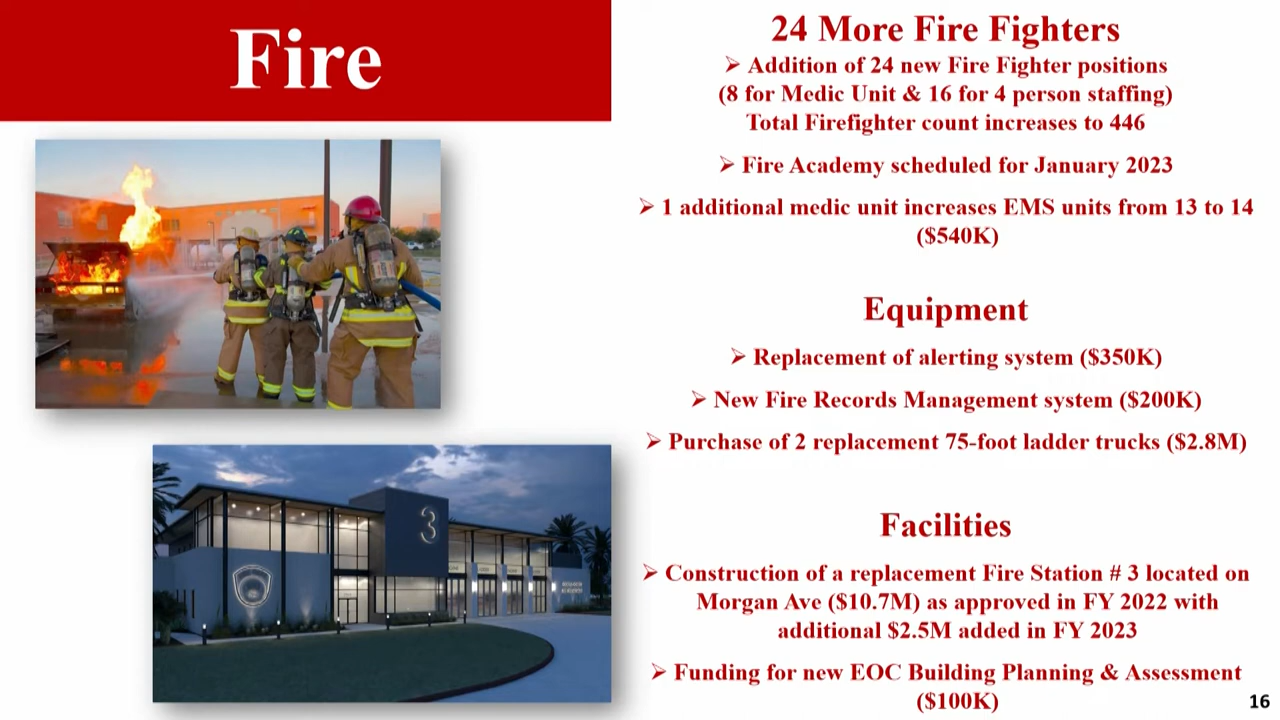 Fire
24 More Fire Fighters
➢ Addition of 24 new Fire Fighter positions
(8 for Medic Unit & 16 for 4 person staffing)
Total Firefighter count increases to 446
➢ Fire Academy scheduled for January 2023
➢ 1 additional medic unit increases EMS units from 13 to 14
($540K)
Equipment
➢ Replacement of alerting system ($350K)
➢ New Fire Records Management system ($200K)
➢ Purchase of 2 replacement 75-foot ladder trucks ($2.8M)
3
Facilities
➢ Construction of a replacement Fire Station # 3 located on
Morgan Ave ($10.7M) as approved in FY 2022 with
additional $2.5M added in FY 2023
➢ Funding for new EOC Building Planning & Assessment
($100K)
16